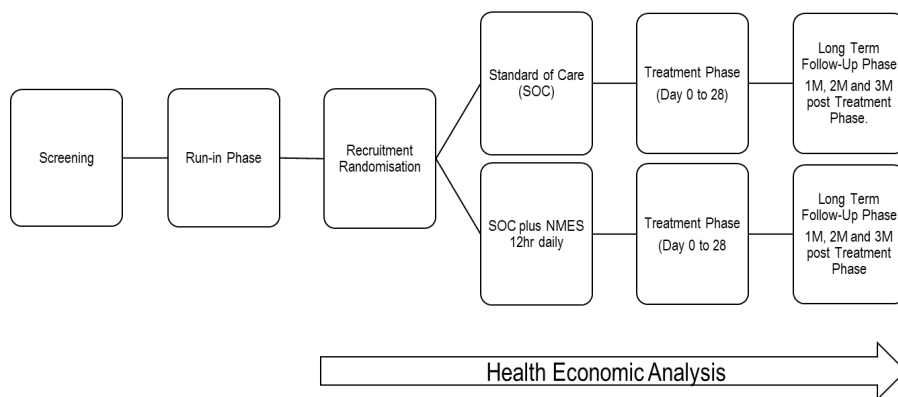 Screening
Run-in Phase
Recruitment
Randomisation
Standard of Care
(SOC)
Treatment Phase
(Day 0 to 28)
Long Term
Follow-Up Phase
1M, 2M and 3M
post Treatment
Phase.
SOC plus NMES
12hr daily
Treatment Phase
(Day 0 to 28
Long Term
Follow-Up Phase
1M, 2M and 3M
post Treatment
Phase
Health Economic Analysis